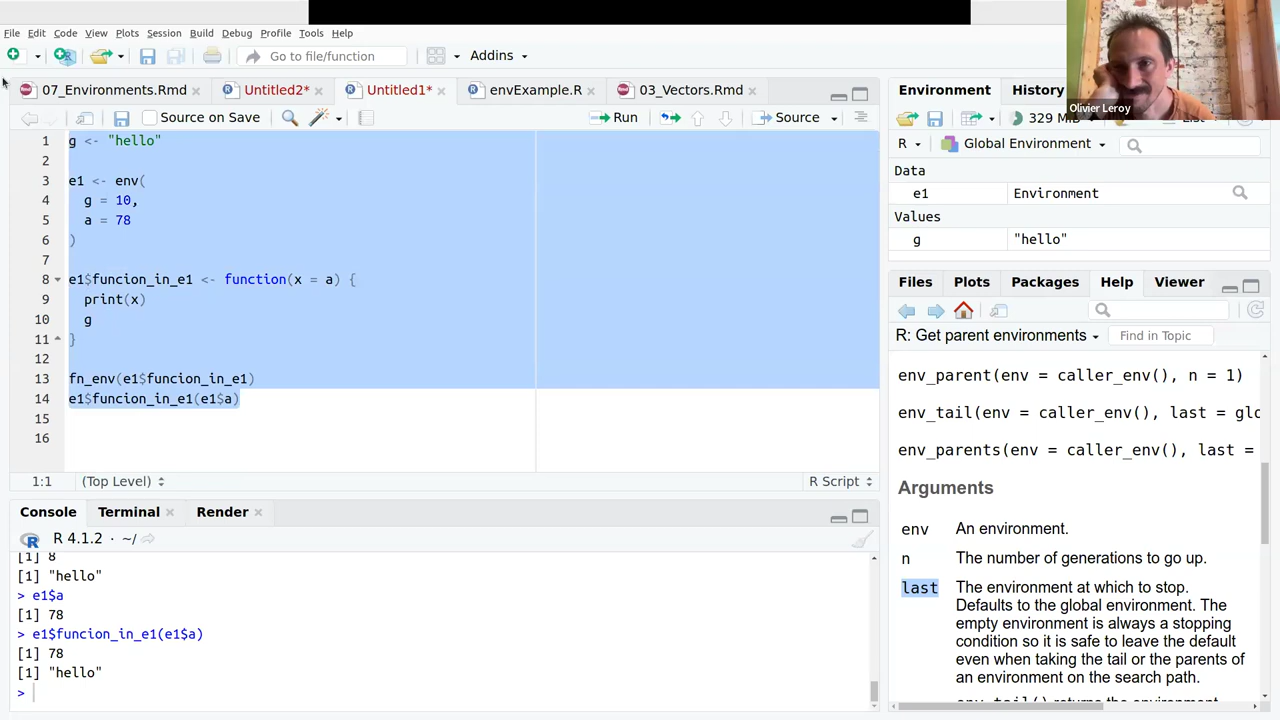 File Edit Code View Plots Session Build Debug Profile Tools Help
Go to file/function
Addins
07_Environments.Rmd
Untitled2*
Untitled1*
envExample.R
03_Vectors.Rmd
Source on Save
Run
Source
1 g <- "hello"
2
3 e1 <- env(
4 g = 10,
5 a = 78
6 )
7
8 e1$funcion_in_e1 <- function(x = a) {
9 print(x)
10 g
11 }
12
13 fn_env(e1$funcion_in_e1)
14 e1$funcion_in_e1(e1$a)
15
16
1:1 (Top Level) R Script
Console Terminal Render
R 4.1.2 · ~/
[1] 8
[1] "hello"
> e1$a
[1] 78
> e1$funcion_in_e1(e1$a)
[1] 78
[1] "hello"
>
Olivier Leroy
Environment History
329
R Global Environment
Data
e1 Environment
Values
g "hello"
Files Plots Packages Help Viewer
R: Get parent environments Find in Topic
env_parent(env = caller_env(), n = 1)
env_tail(env = caller_env(), last = glo
env_parents(env = caller_env(), last =
Arguments
env An environment.
n The number of generations to go up.
last The environment at which to stop.
Defaults to the global environment. The
empty environment is always a stopping
condition so it is safe to leave the default
even when taking the tail or the parents of
an environment on the search path.
env_tail() returns the environment